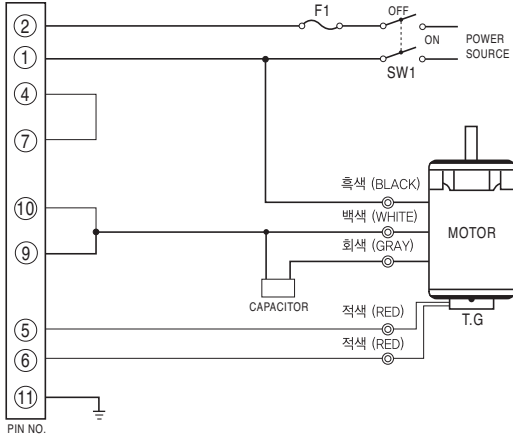 F1
OFF
ON
POWER
SOURCE
SW1
②
①
④
⑦
⑩
⑨
⑤
⑥
⑪
흑색 (BLACK)
백색 (WHITE)
회색 (GRAY)
MOTOR
CAPACITOR
적색 (RED)
T.G
적색 (RED)
PIN NO.